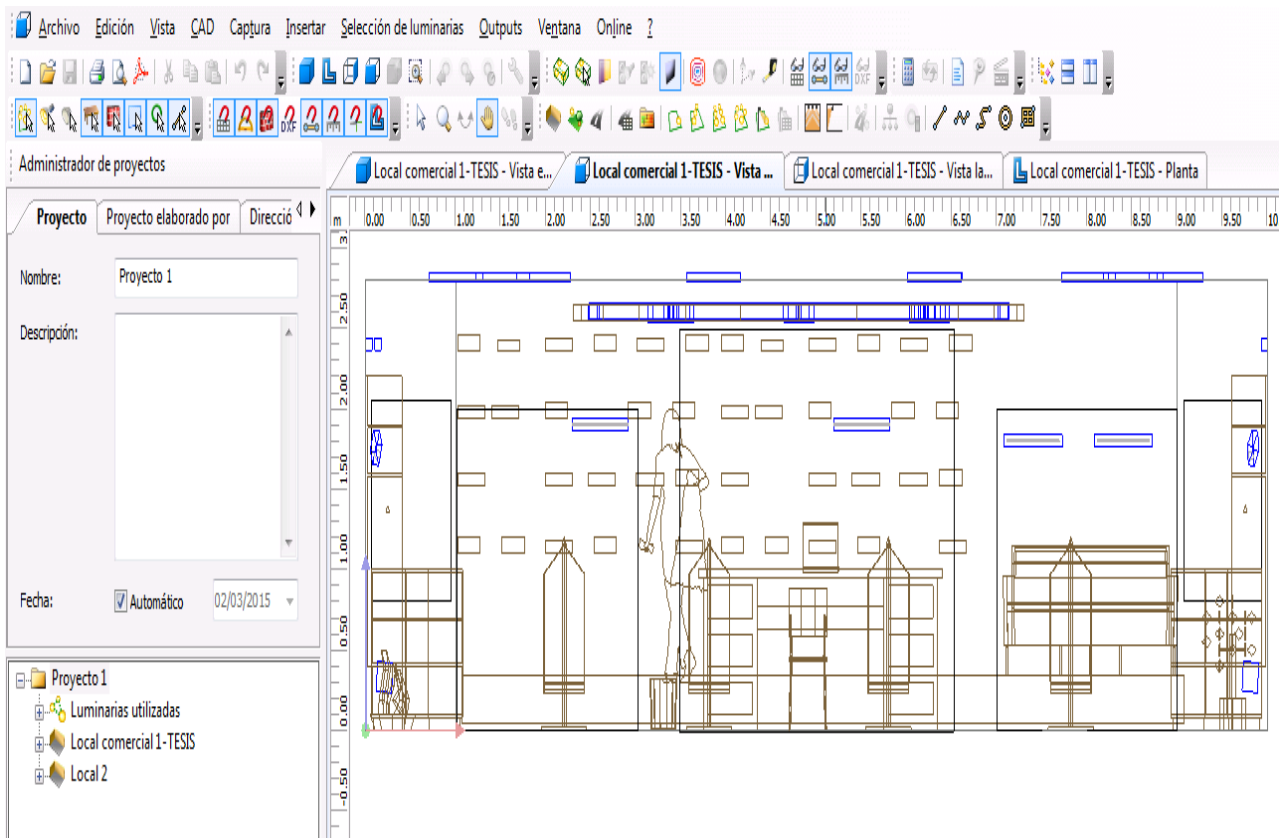 Archivo Edición Vista CAD Captura Insertar Selección de luminarias Outputs Ventana Online ?
DXF
DXF
Administrador de proyectos
Local comercial 1-TESIS - Vista e...
Local comercial 1-TESIS - Vista ...
Local comercial 1-TESIS - Vista la...
Local comercial 1-TESIS - Planta
Proyecto
Proyecto elaborado por
Direcció
m 0.00 0.50 1.00 1.50 2.00 2.50 3.00 3.50 4.00 4.50 5.00 5.50 6.00 6.50 7.00 7.50 8.00 8.50 9.00 9.50 10
Nombre:
Proyecto 1
Descripción:
Fecha:
Automático
02/03/2015
Proyecto 1
Luminarias utilizadas
Local comercial 1-TESIS
Local 2
3.
2.50
2.00
1.50
1.00
0.50
0.00
-0.50